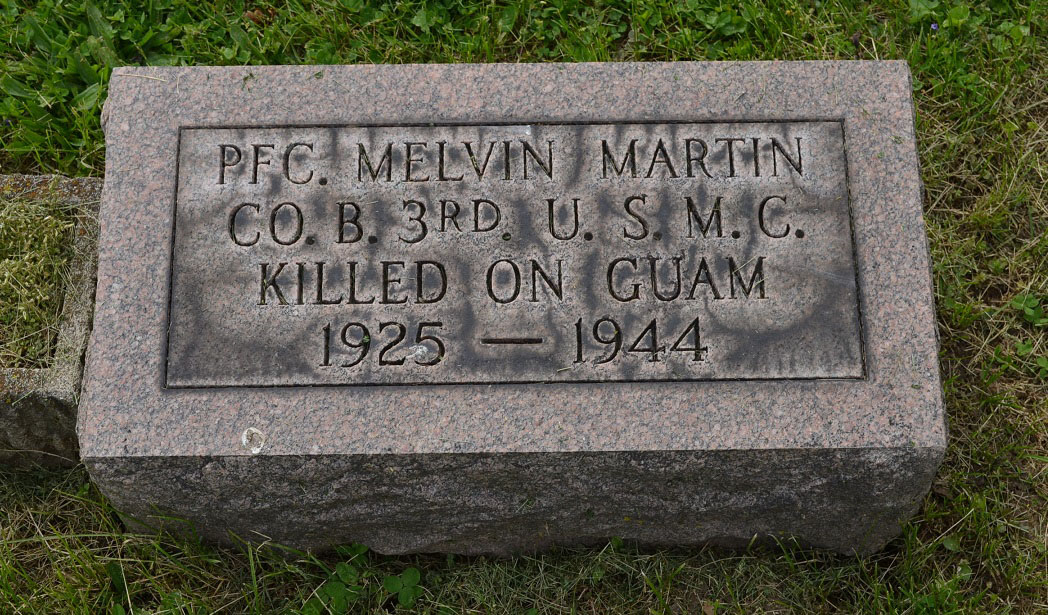 PFC. MELVIN MARTIN
CO. B. 3RD. U. S. M. C.
KILLED ON GUAM
1925 — 1944